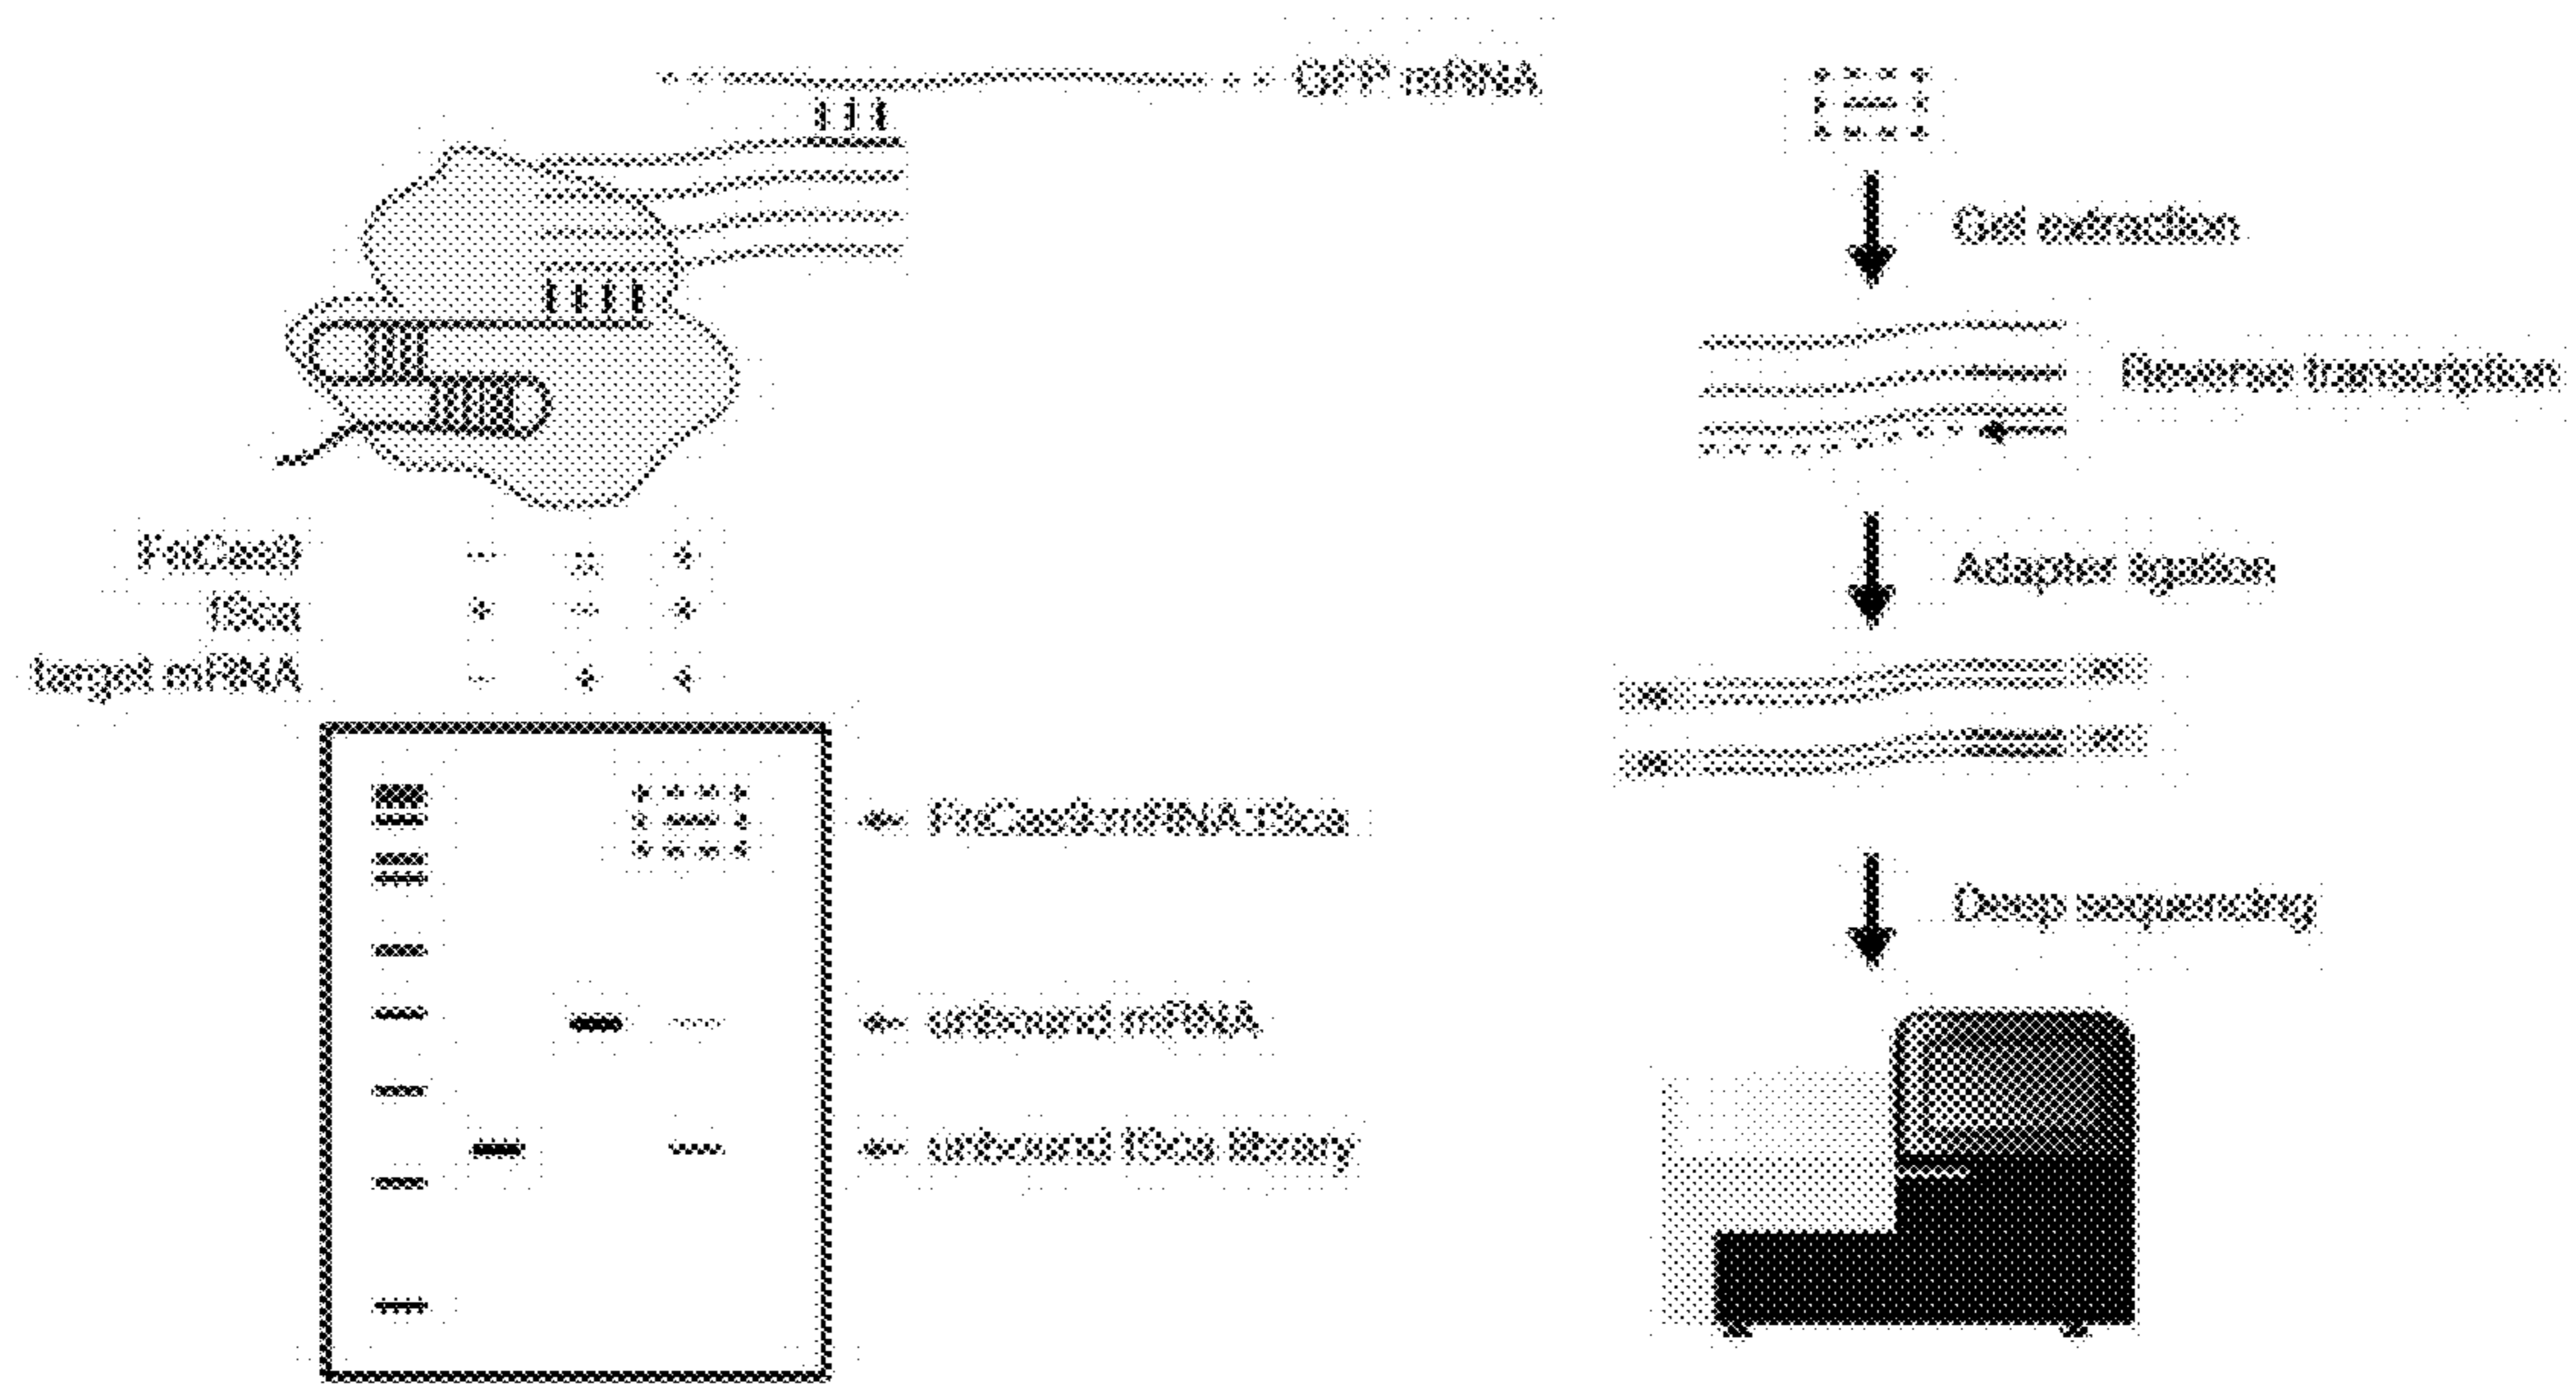 GFP mRNA
FnCas9
target mRNA
unbound mRNA
unbound library
Gel extraction
Reverse transcription
Adapter ligation
Deep sequencing